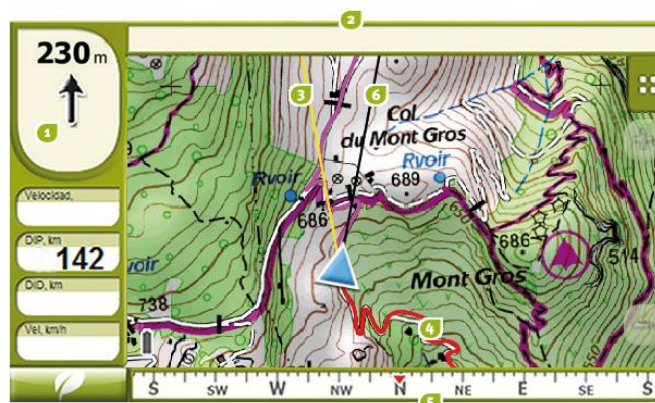 2
230 m
1
3
6
Col
du Mont Gros
Rvoir
Rvoir
689
686
686
514
Mont Gros
738
4
Velocidad,
DIP, km
142
DID, km
Vel, km/h
S SW W NW N NE E SE S
5